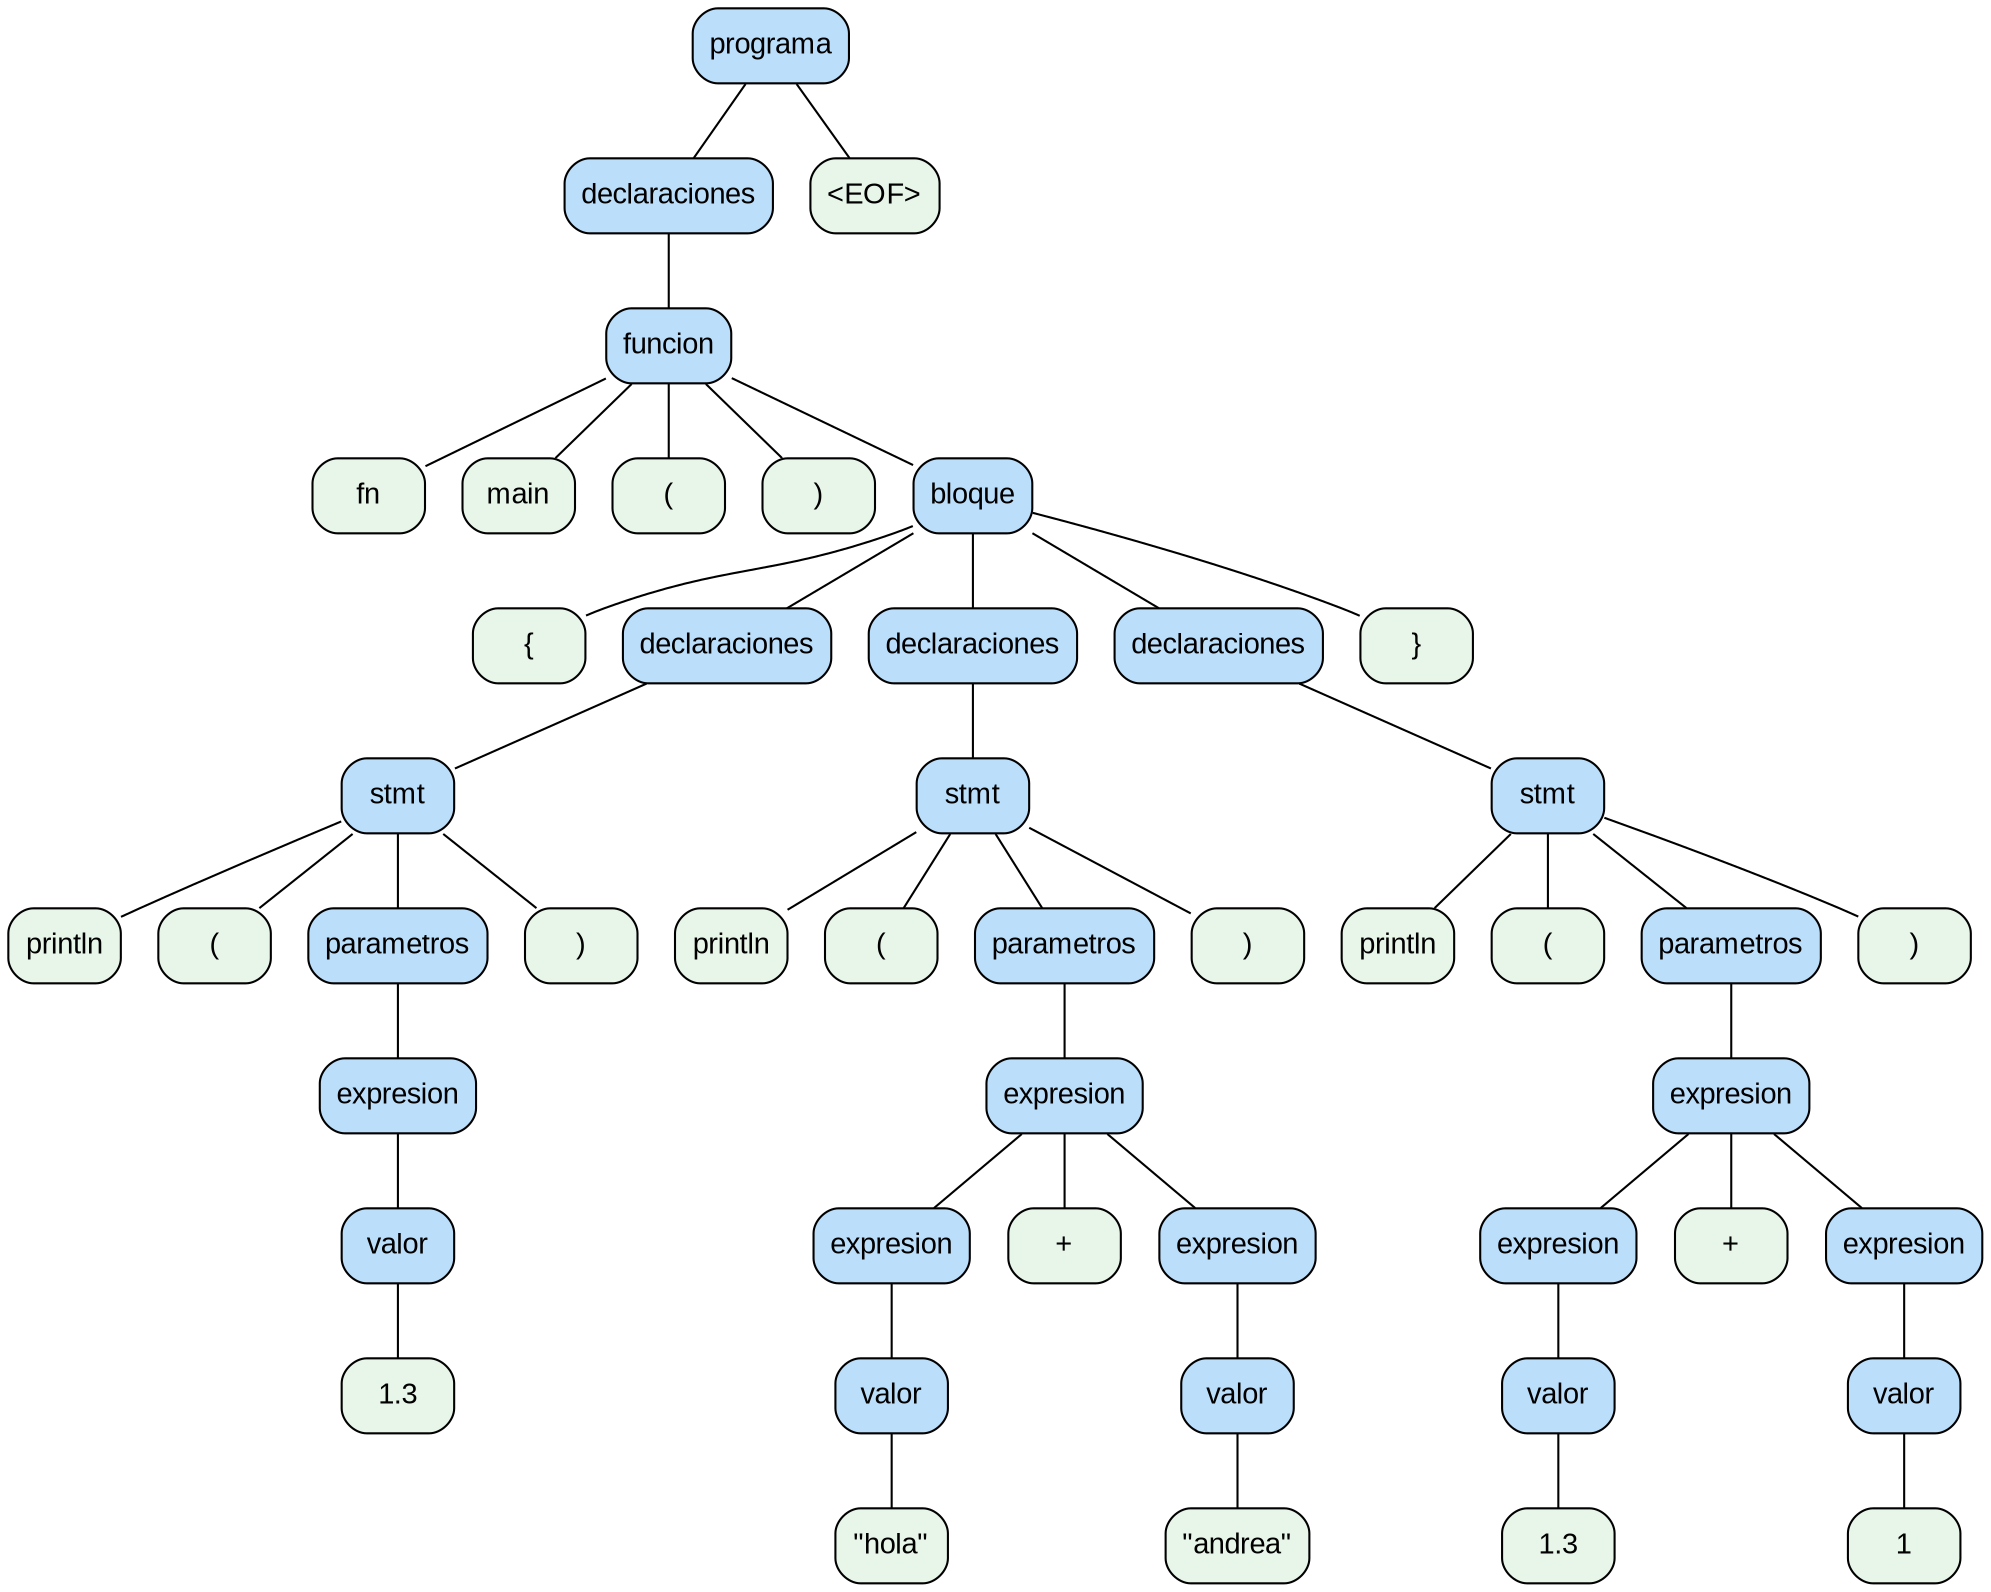 programa
declaraciones
<EOF>
funcion
fn
main
(
)
bloque
{
declaraciones
declaraciones
declaraciones
}
stmt
stmt
stmt
println
(
parametros
)
println
(
parametros
)
println
(
parametros
)
expresion
expresion
expresion
valor
expresion
+
expresion
expresion
+
expresion
1.3
valor
valor
valor
valor
"hola"
"andrea"
1.3
1